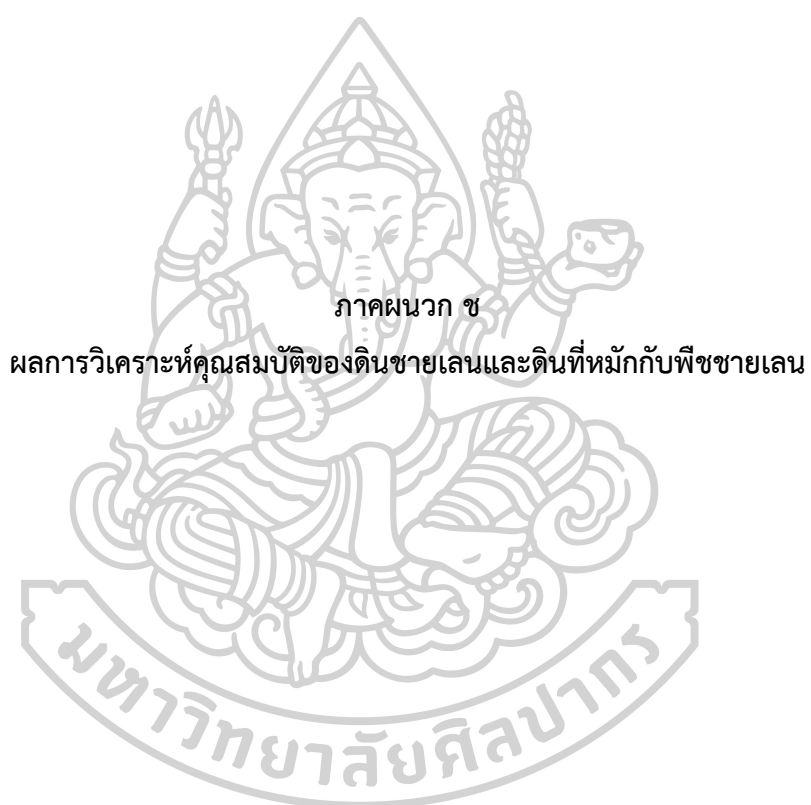 ภาคผนวก ช
ผลการวิเคราะห์คุณสมบัติของดินชายเลนและดินที่หมักกับพืชชายเลน
มหาวิทยาลัยศิลปากร